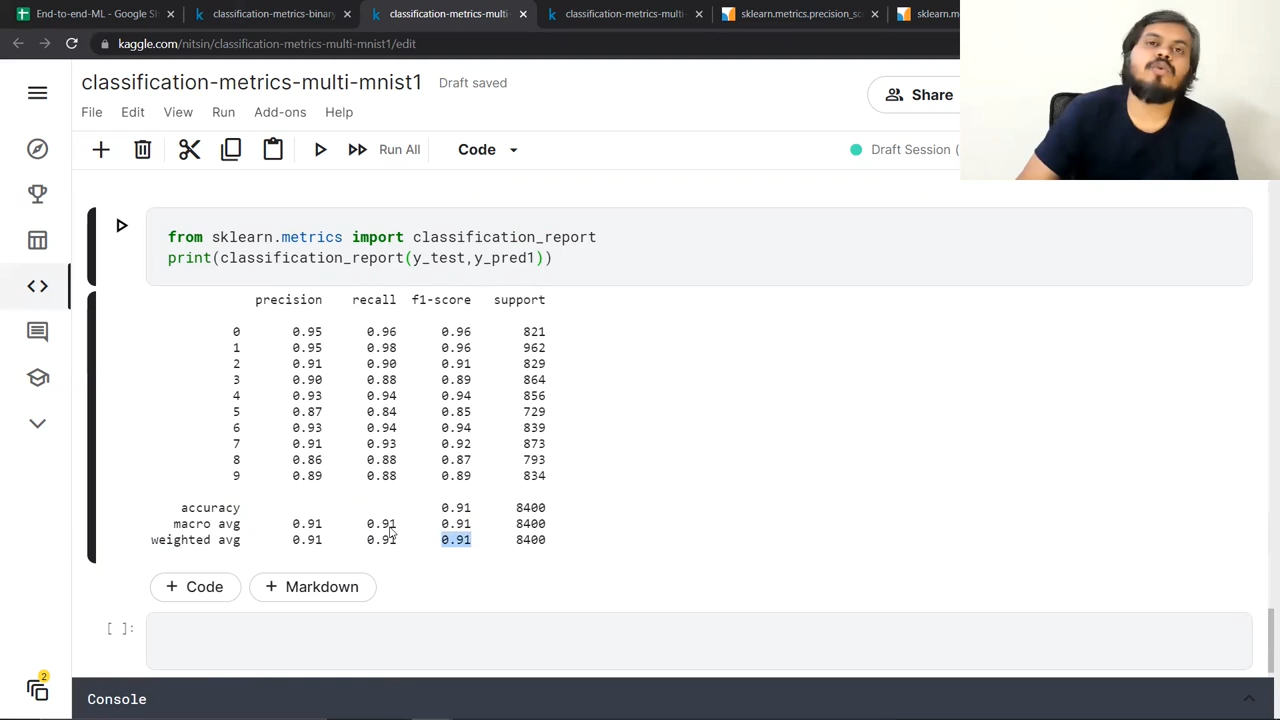 End-to-end-ML - Google Sh
classification-metrics-binary
classification-metrics-multi-
classification-metrics-multi-
sklearn.metrics.precision_sc
sklearn.m
kaggle.com/nitsin/classification-metrics-multi-mnist1/edit
classification-metrics-multi-mnist1 Draft saved
Share
File Edit View Run Add-ons Help
Run All Code
Draft Session (
from sklearn.metrics import classification_report
print(classification_report(y_test,y_pred1))
precision recall f1-score support
0 0.95 0.96 0.96 821
1 0.95 0.98 0.96 962
2 0.91 0.90 0.91 829
3 0.90 0.88 0.89 864
4 0.93 0.94 0.94 856
5 0.87 0.84 0.85 729
6 0.93 0.94 0.94 839
7 0.91 0.93 0.92 873
8 0.86 0.88 0.87 793
9 0.89 0.88 0.89 834
accuracy 0.91 8400
macro avg 0.91 0.91 0.91 8400
weighted avg 0.91 0.91 0.91 8400
+ Code + Markdown
[ ]:
2
Console